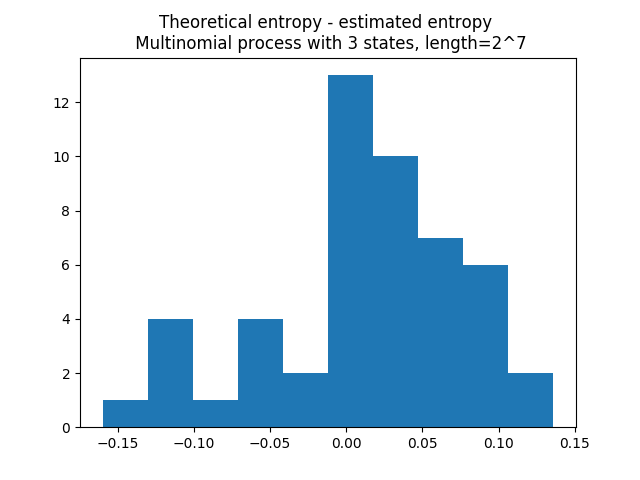 Theoretical entropy - estimated entropy
Multinomial process with 3 states, length=2^7
12
10
8
6
4
2
0
−0.15 −0.10 −0.05 0.00 0.05 0.10 0.15